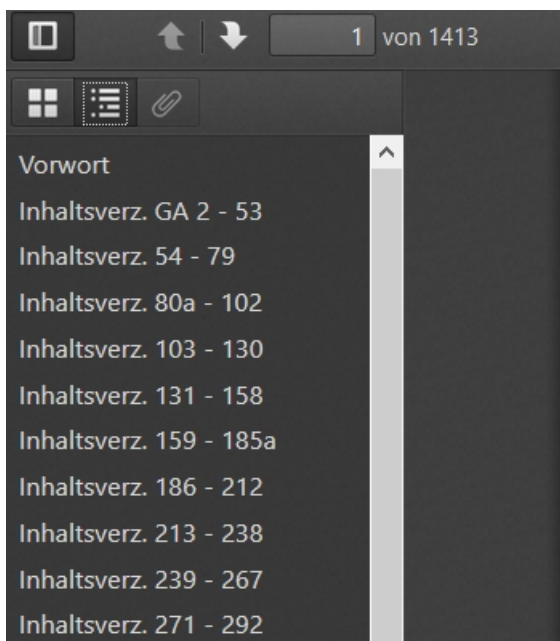 1 von 1413
Vorwort
Inhaltsverz. GA 2 - 53
Inhaltsverz. 54 - 79
Inhaltsverz. 80a - 102
Inhaltsverz. 103 - 130
Inhaltsverz. 131 - 158
Inhaltsverz. 159 - 185a
Inhaltsverz. 186 - 212
Inhaltsverz. 213 - 238
Inhaltsverz. 239 - 267
Inhaltsverz. 271 - 292